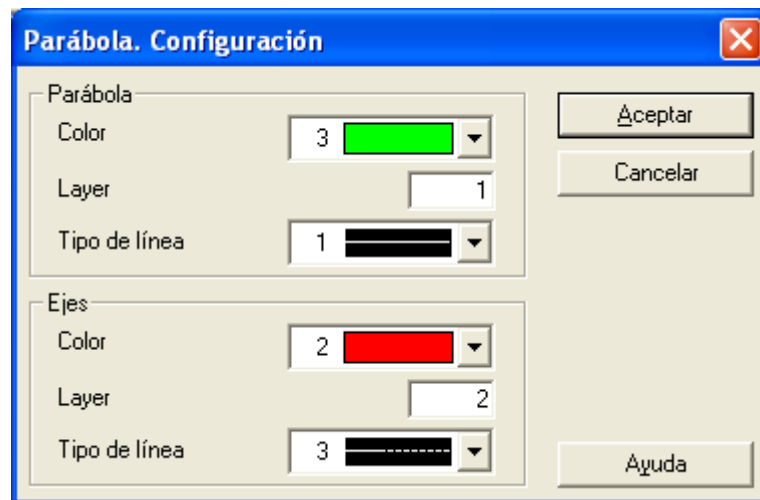 Parábola. Configuración
Parábola
Color 3
Layer 1
Tipo de línea 1
Ejes
Color 2
Layer 2
Tipo de línea 3
Aceptar
Cancelar
Ayuda